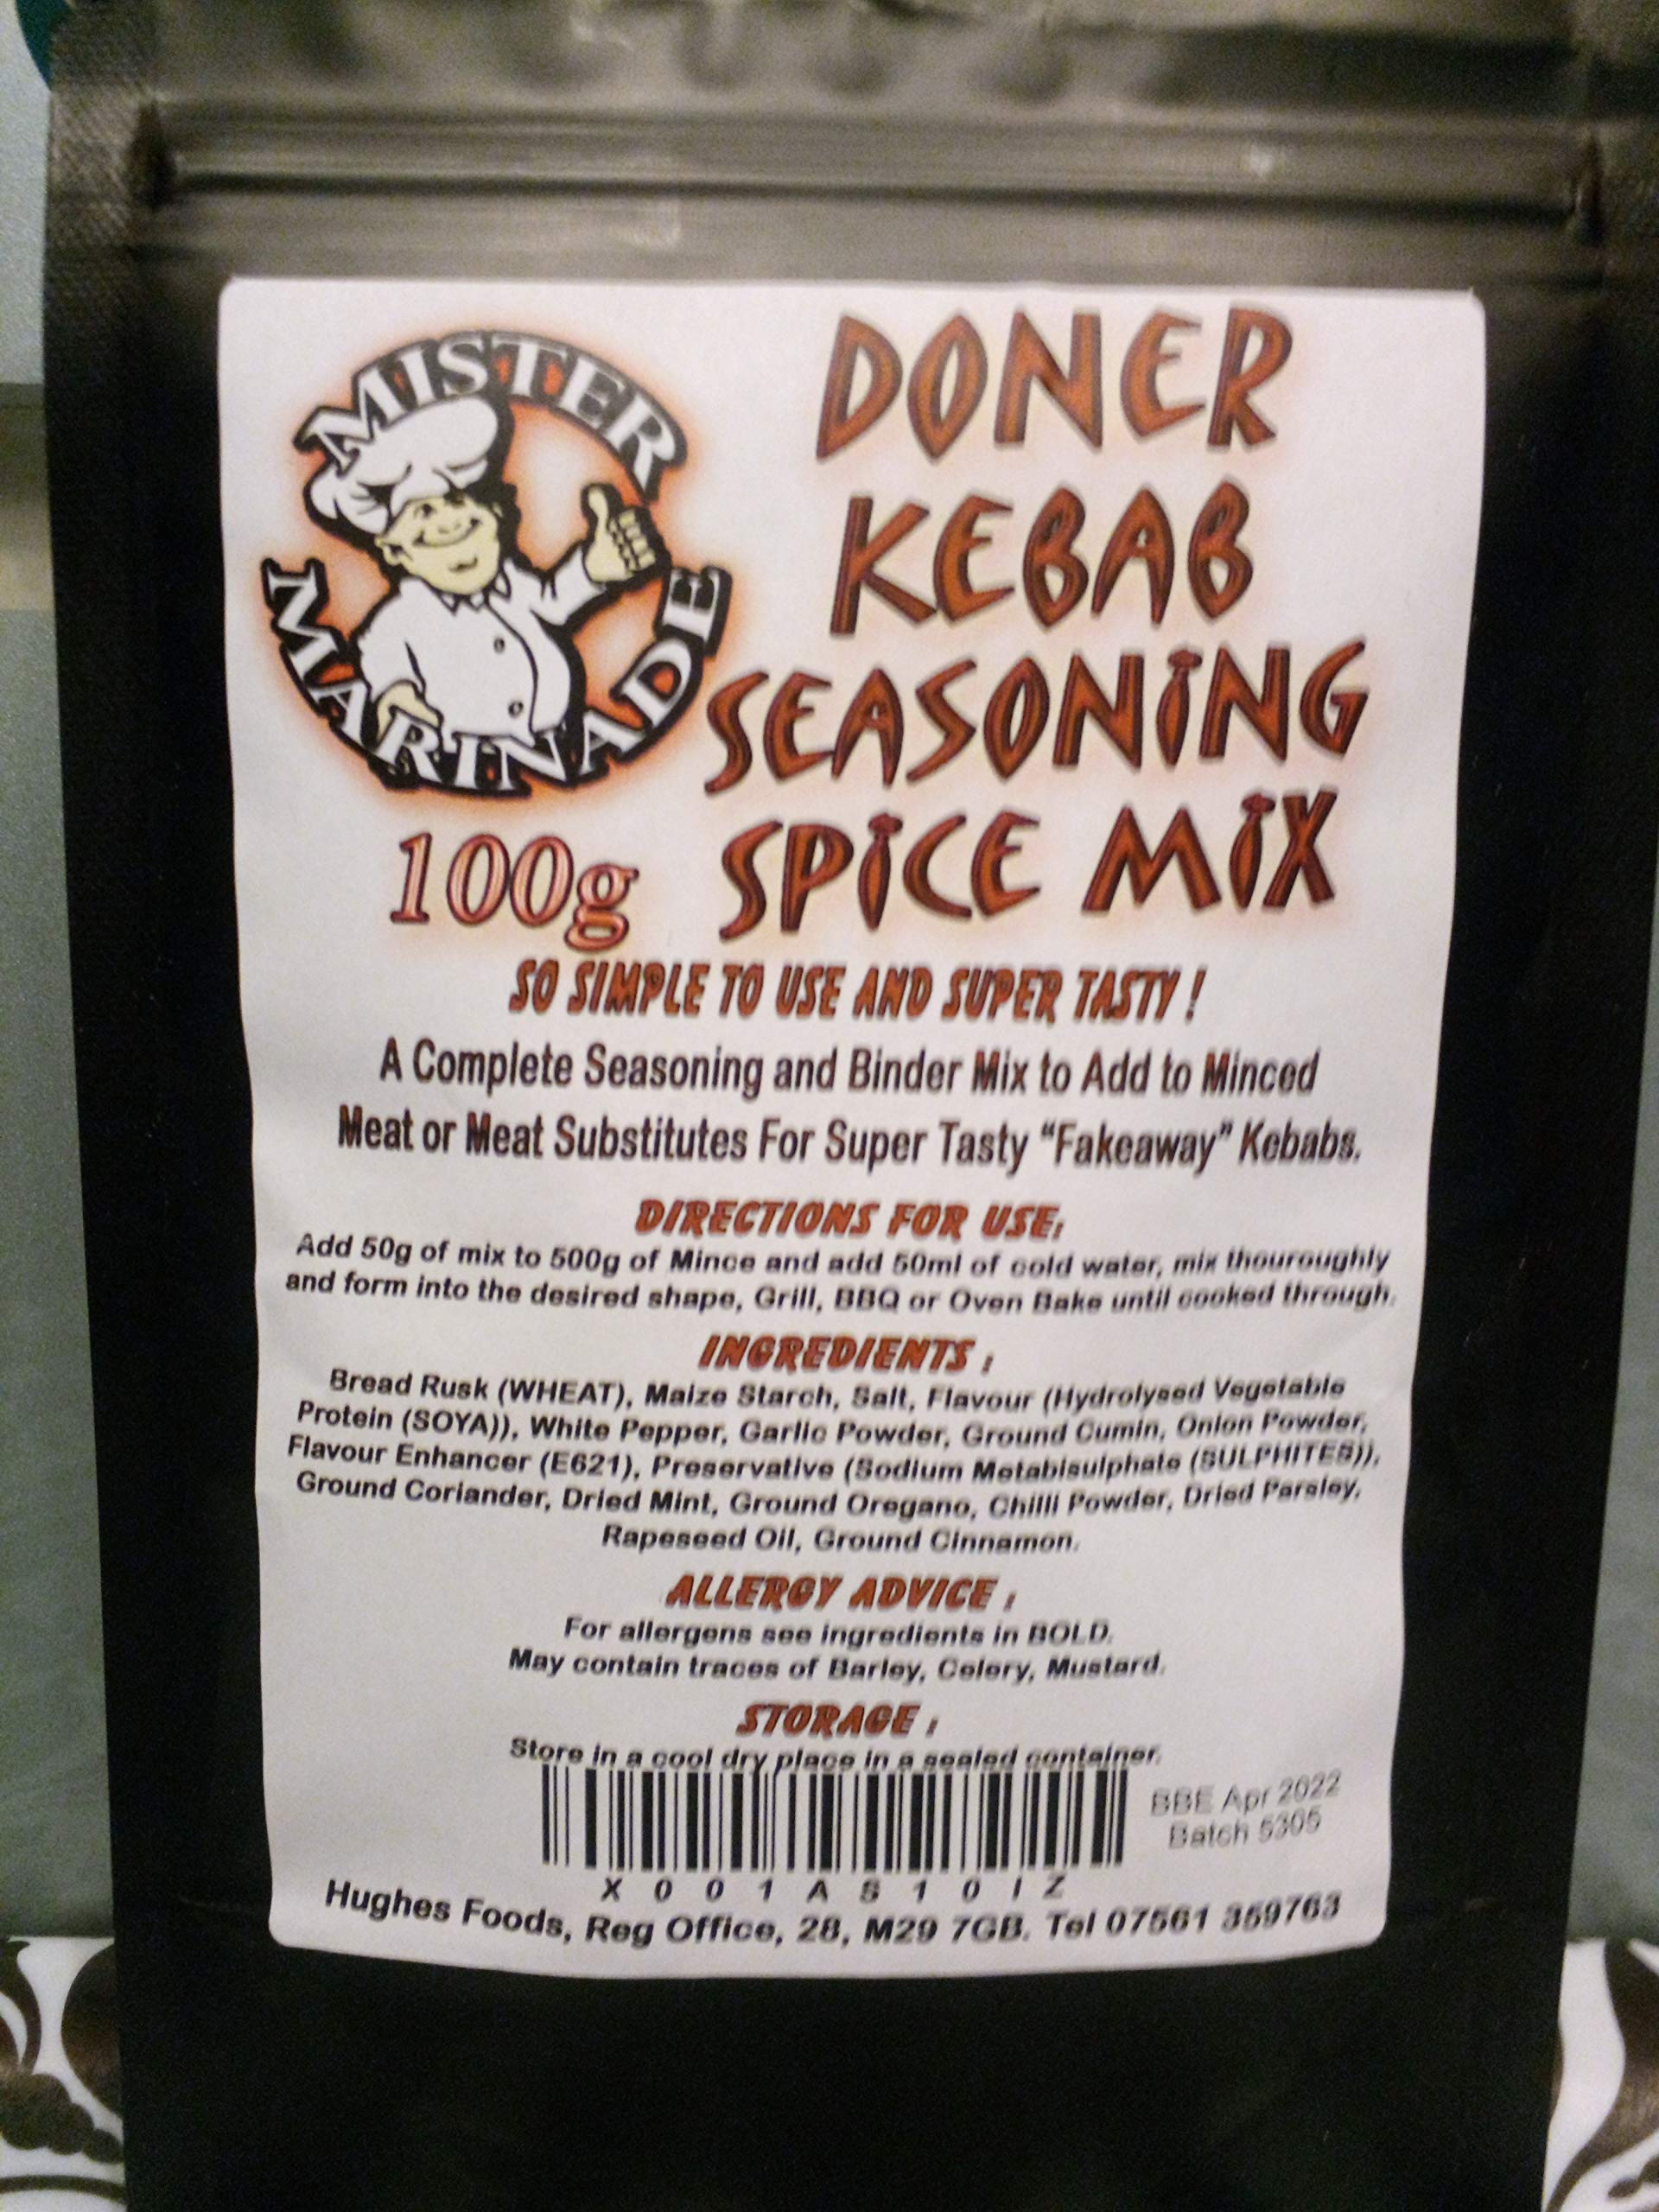 MISTER
MARINADE
DONER
KEBAB
SEASONING
100g SPICE MIX
SO SIMPLE TO USE AND SUPER TASTY !
A Complete Seasoning and Binder Mix to Add to Minced
Meat or Meat Substitutes For Super Tasty “Fakeaway” Kebabs.
DIRECTIONS FOR USE:
Add 50g of mix to 500g of Mince and add 50ml of cold water, mix thouroughly
and form into the desired shape, Grill, BBQ or Oven Bake until cooked through.
INGREDIENTS :
Bread Rusk (WHEAT), Maize Starch, Salt, Flavour (Hydrolysed Vegetable
Protein (SOYA)), White Pepper, Garlic Powder, Ground Cumin, Onion Powder,
Flavour Enhancer (E621), Preservative (Sodium Metabisulphate (SULPHITES)),
Ground Coriander, Dried Mint, Ground Oregano, Chilli Powder, Dried Parsley,
Rapeseed Oil, Ground Cinnamon.
ALLERGY ADVICE :
For allergens see ingredients in BOLD.
May contain traces of Barley, Celery, Mustard.
STORAGE :
Store in a cool dry place in a sealed container.
BBE Apr 2022
Batch 5305
X001AS10IZ
Hughes Foods, Reg Office, 28, M29 7GB. Tel 07561 359763